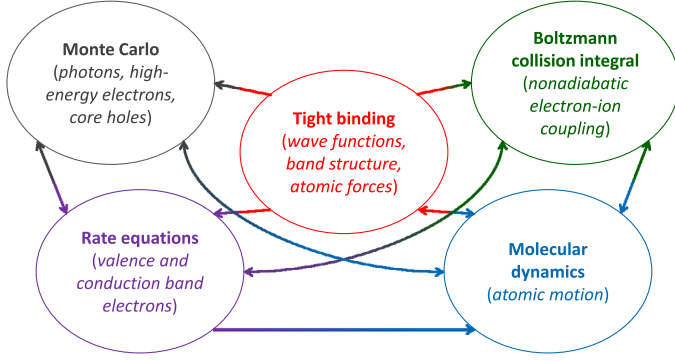 Monte Carlo
(photons, high-
energy electrons,
core holes)
Boltzmann
collision integral
(nonadiabatic
electron-ion
coupling)
Tight binding
(wave functions,
band structure,
atomic forces)
Rate equations
(valence and
conduction band
electrons)
Molecular
dynamics
(atomic motion)